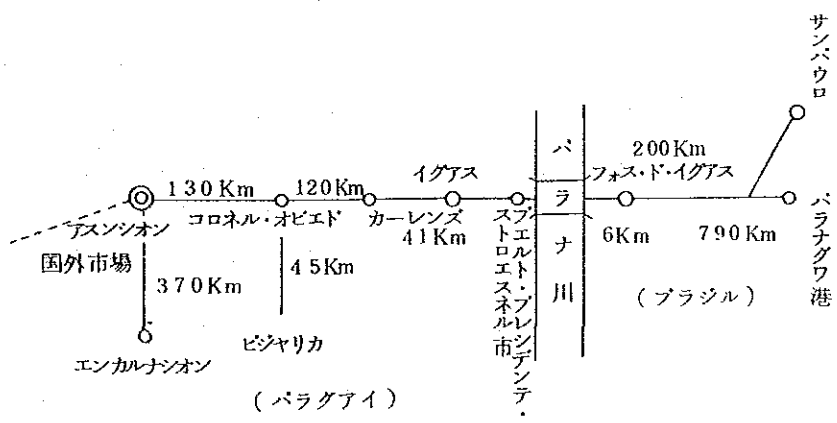 サンパウロ
パラナ川
200Km
フォス・ド・イグアス
イグアス
130Km
120Km
アスンシオン
コロネル・オビエド
カーレンズ
41Km
プエルト・プレシデンテ・
ストロエスネル市
6Km
790Km
パラナグワ港
国外市場
370Km
45Km
(ブラジル)
エンカルナシオン
ビジャリカ
(パラグアイ)